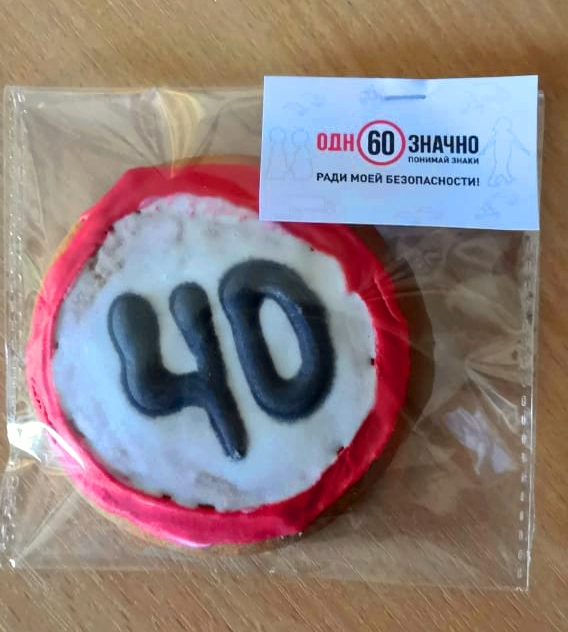 ОДН 60 ЗНАЧНО
ПОНИМАЙ ЗНАКИ
РАДИ МОЕЙ БЕЗОПАСНОСТИ!
40